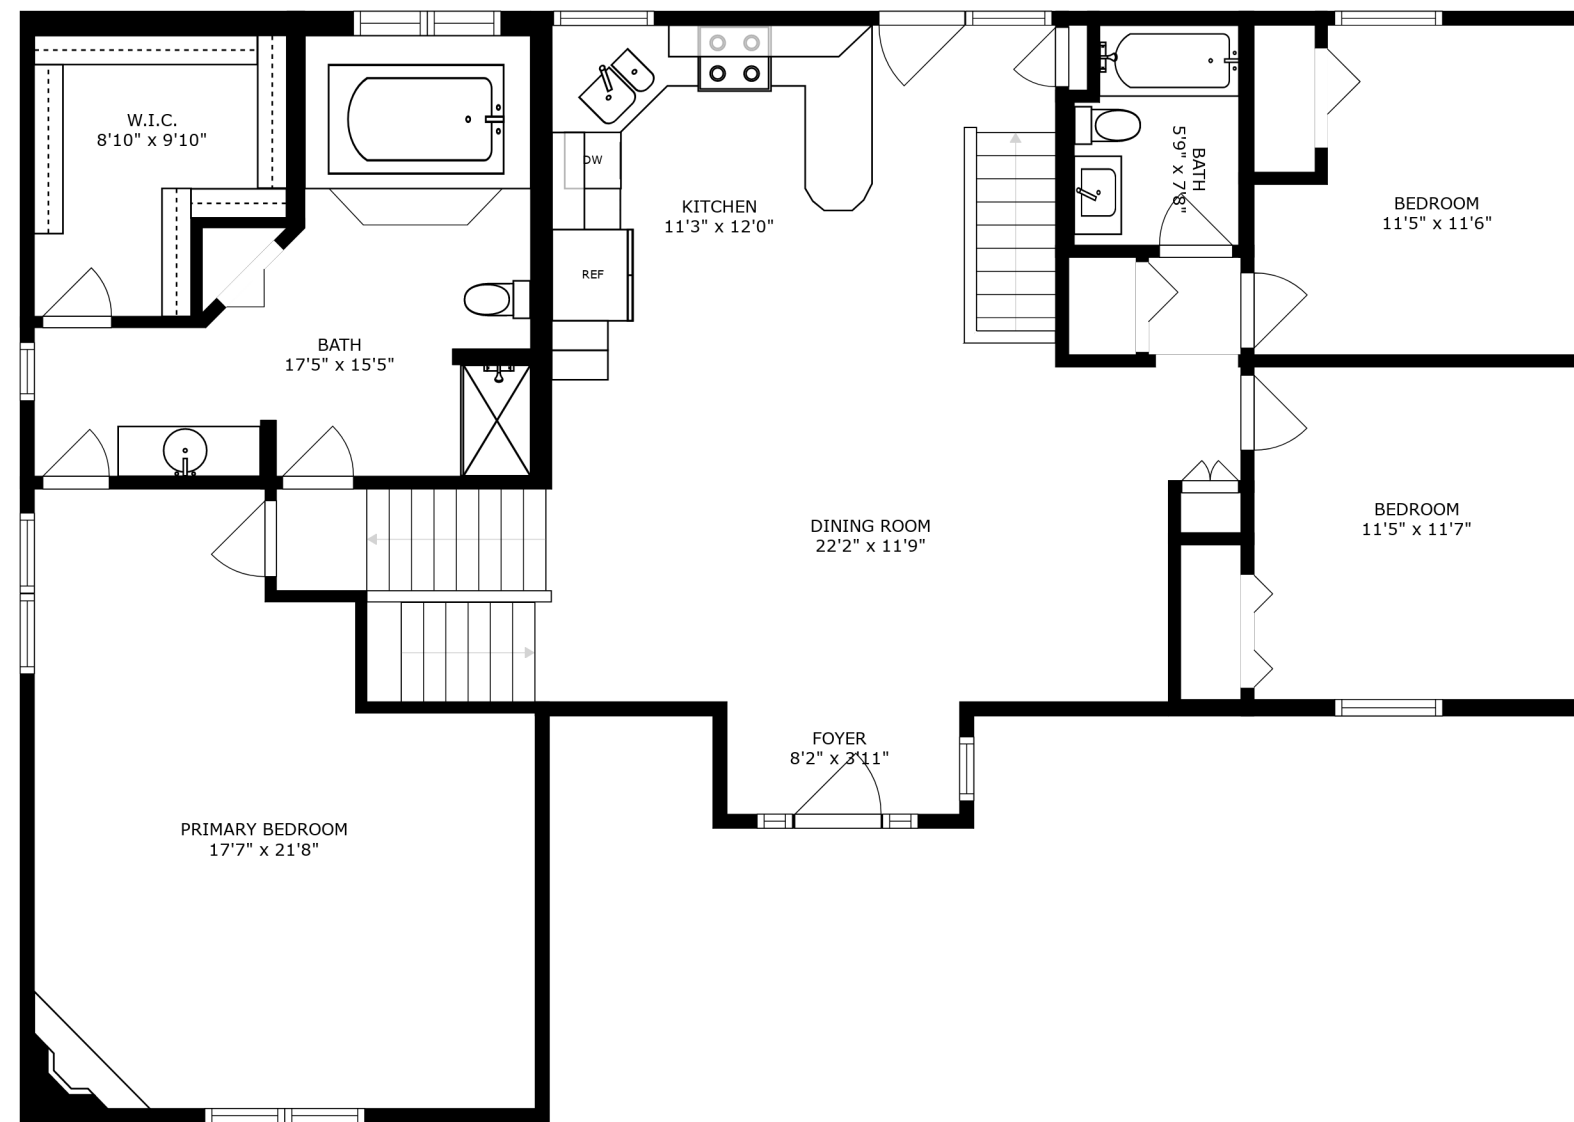 W.I.C.
8'10" x 9'10"
DW
KITCHEN
11'3" x 12'0"
REF
BATH
5'9" x 7'8"
BEDROOM
11'5" x 11'6"
BATH
17'5" x 15'5"
DINING ROOM
22'2" x 11'9"
BEDROOM
11'5" x 11'7"
FOYER
8'2" x 3'11"
PRIMARY BEDROOM
17'7" x 21'8"